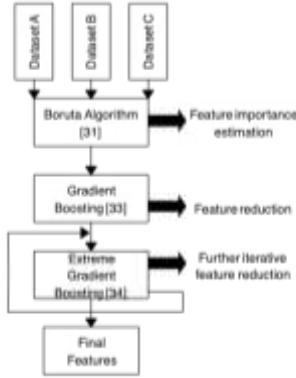 Dataset A
Dataset B
Dataset C
Boruta Algorithm
[31]
Feature importance
estimation
Gradient
Boosting [33]
Feature reduction
Extreme
Gradient
Boosting [34]
Further iterative
feature reduction
Final
Features